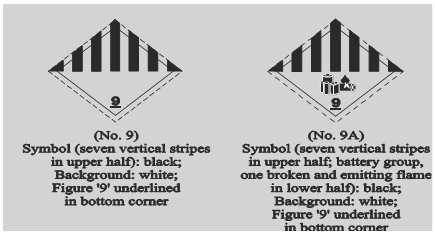 9
(No. 9)
Symbol (seven vertical stripes
in upper half): black;
Background: white;
Figure '9' underlined
in bottom corner
9
(No. 9A)
Symbol (seven vertical stripes
in upper half; battery group,
one broken and emitting flame
in lower half): black;
Background: white;
Figure '9' underlined
in bottom corner